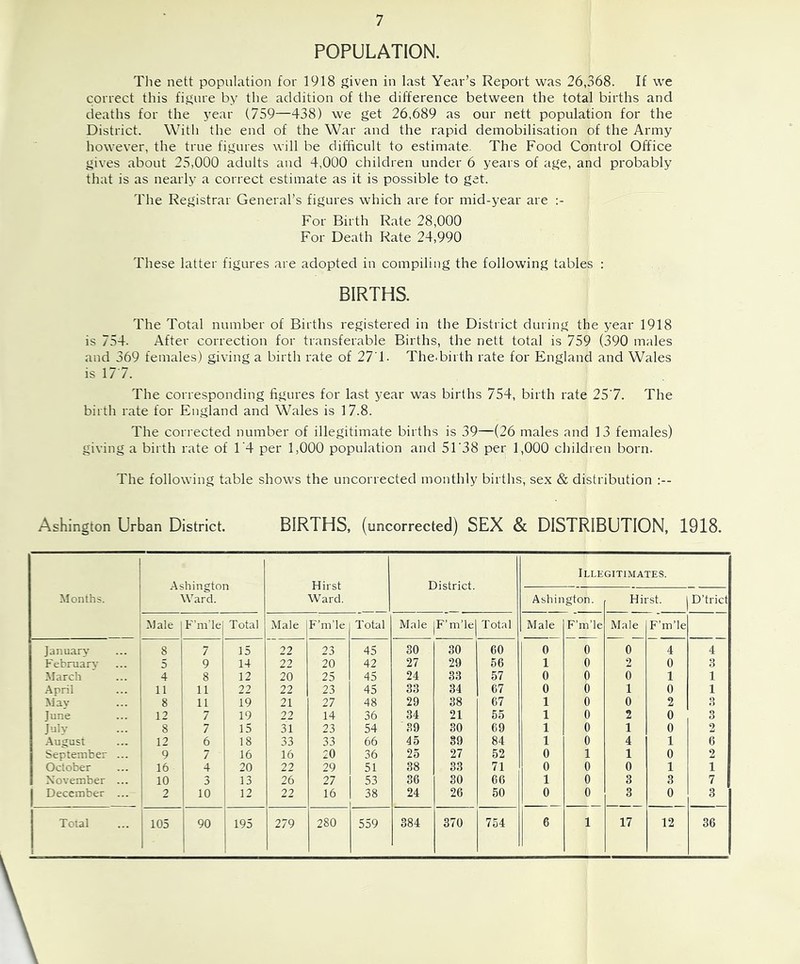 7
POPULATION.
The nett population for 1918 given in last Year's Report was 26,368. If we
correct this figure by the addition of the difference between the total births and
deaths for the year (759—438) we get 26,689 as our nett population for the
District. With the end of the War and the rapid demobilisation of the Army
however, the true figures will be difficult to estimate. The Food Control Office
gives about 25,000 adults and 4,000 children under 6 years of age, and probably
that is as nearly a correct estimate as it is possible to get.
The Registrar General's figures which are for mid-year are :-
For Birth Rate 28,000
For Death Rate 24,990
These latter figures are adopted in compiling the following tables :
BIRTHS.
The Total number of Births registered in the District during the year 1918
is 754. After correction for transferable Births, the nett total is 759 (390 males
and 369 females) giving a birth rate of 27·1. The birth rate for England and Wales
is 17·7.
The corresponding figures for last year was births 754, birth rate 25·7. The
birth rate for England and Wales is 17.8.
The corrected number of illegitimate births is 39—(26 males and 13 females)
giving a birth rate of 1·4 per 1,000 population and 51·38 per 1,000 children born.
The following table shows the uncorrected monthly births, sex & distribution :--
Ashington Urban District. BIRTHS, (uncorrected) SEX & DISTRIBUTION, 1918.
Months. Ashington Ward. Hirst Ward. District. ILLEGITIMATES.
Ashington. Hirst. D'trict
Male F'm'le Total Male F'm'le Total Male F'm'le Total Male F'm'le Male F'm'le
January ... 8 7 15 22 23 45 30 30 60 0 0 0 4 4
February ... 5 9 14 22 20 42 27 29 56 1 0 2 0 3
March ... 4 8 12 20 25 45 24 33 57 0 0 0 1 1
April ... 11 11 22 22 23 45 33 34 67 0 0 1 0 1
May ... 8 11 19 21 27 48 29 38 67 1 0 0 2 3
June ... 12 7 19 22 14 36 34 21 55 1 0 2 0 3
July ... 8 7 15 31 23 54 39 30 69 1 0 1 0 2
August ... 12 6 18 33 33 66 45 39 84 1 0 4 1 6
September ... 9 7 16 16 20 36 25 27 52 0 1 1 0 2
October ... 16 4 20 22 29 51 38 33 71 0 0 0 1 1
November ... 10 3 13 26 27 53 36 30 66 1 0 3 3 7
December ... 2 10 12 22 16 38 24 26 50 0 0 3 0 3
Total ... 105 90 195 279 280 559 384 370 754 6 1 17 12 36